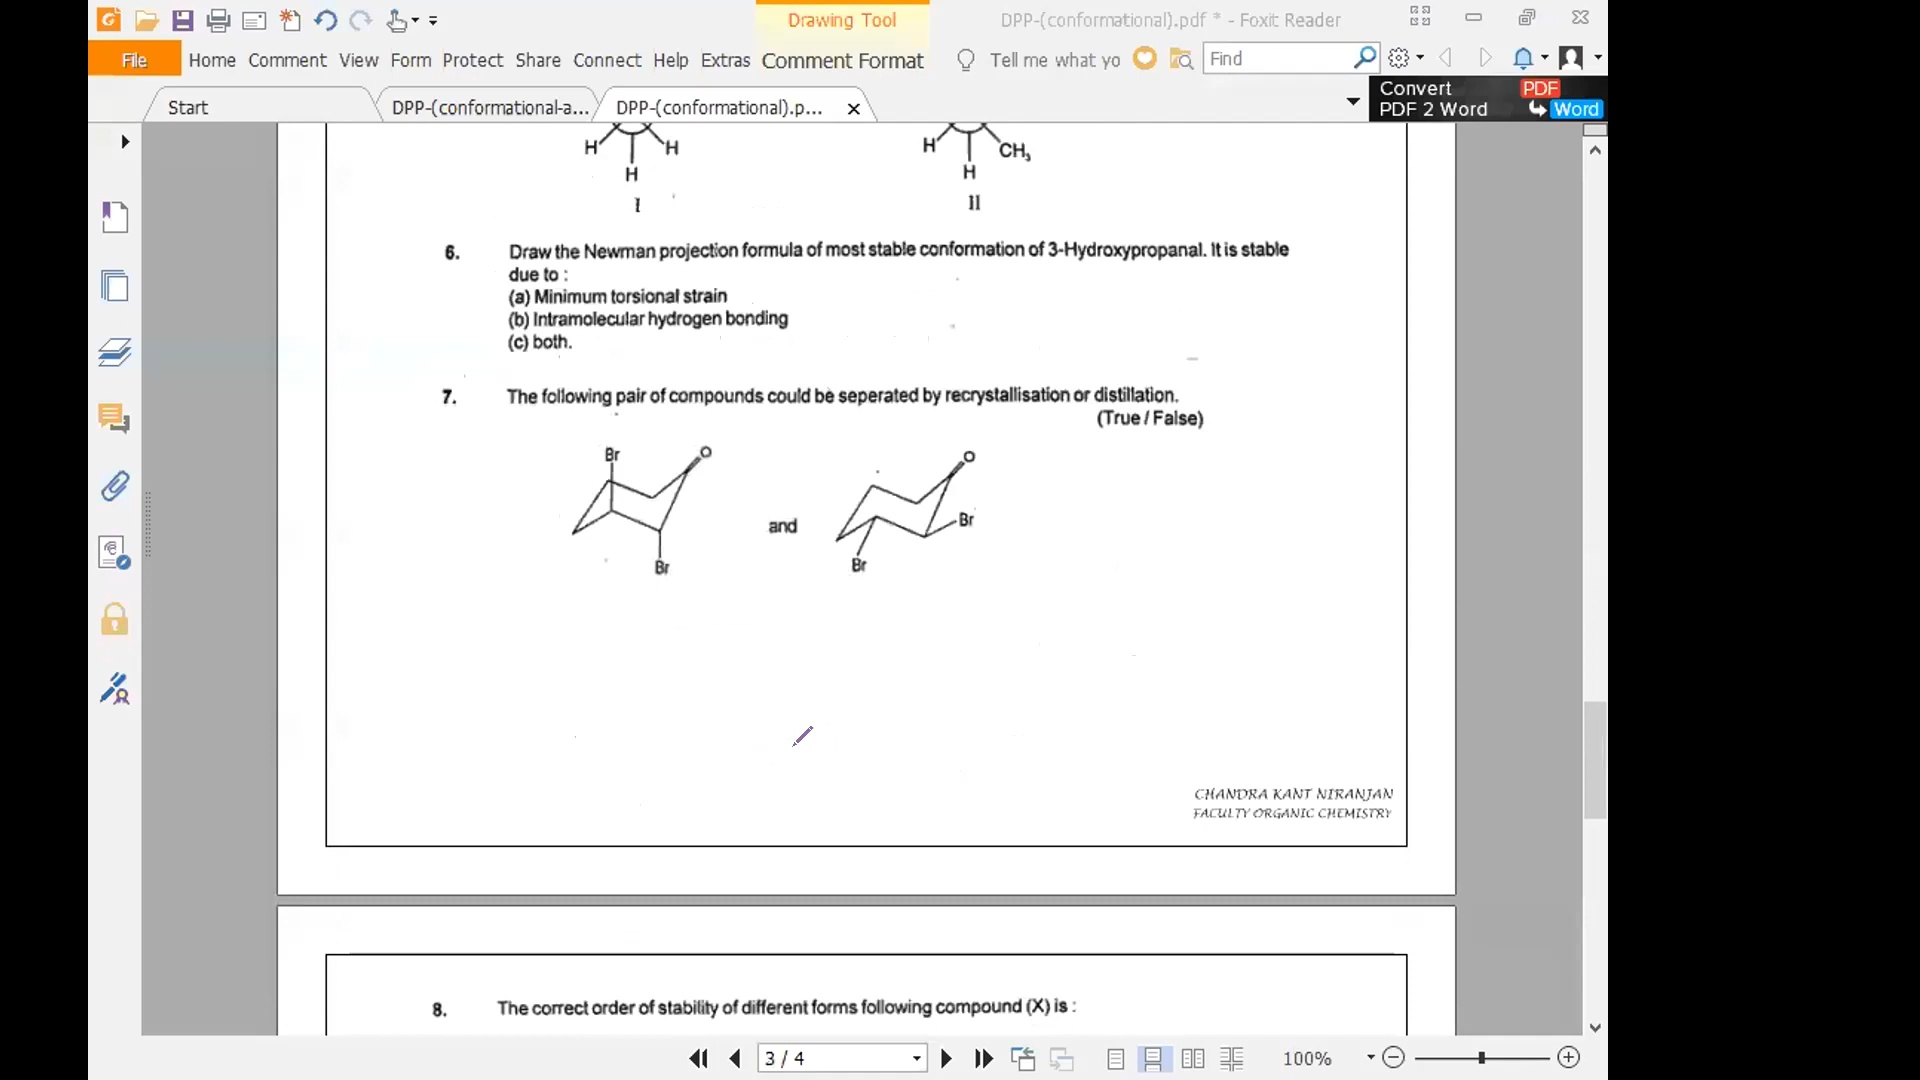 Drawing Tool
DPP-(conformational).pdf * - Foxit Reader
File Home Comment View Form Protect Share Connect Help Extras Comment Format Tell me what yo Find
Start DPP-(conformational-a... DPP-(conformational).p...
Convert PDF
PDF 2 Word Word
H H H CH3
H H
I II
6. Draw the Newman projection formula of most stable conformation of 3-Hydroxypropanal. It is stable
due to :
(a) Minimum torsional strain
(b) Intramolecular hydrogen bonding
(c) both.
7. The following pair of compounds could be seperated by recrystallisation or distillation.
(True / False)
Br O O
and Br
Br Br
CHANDRA KANT NIRANJAN
FACULTY ORGANIC CHEMISTRY
8. The correct order of stability of different forms following compound (X) is :
3 / 4 100%